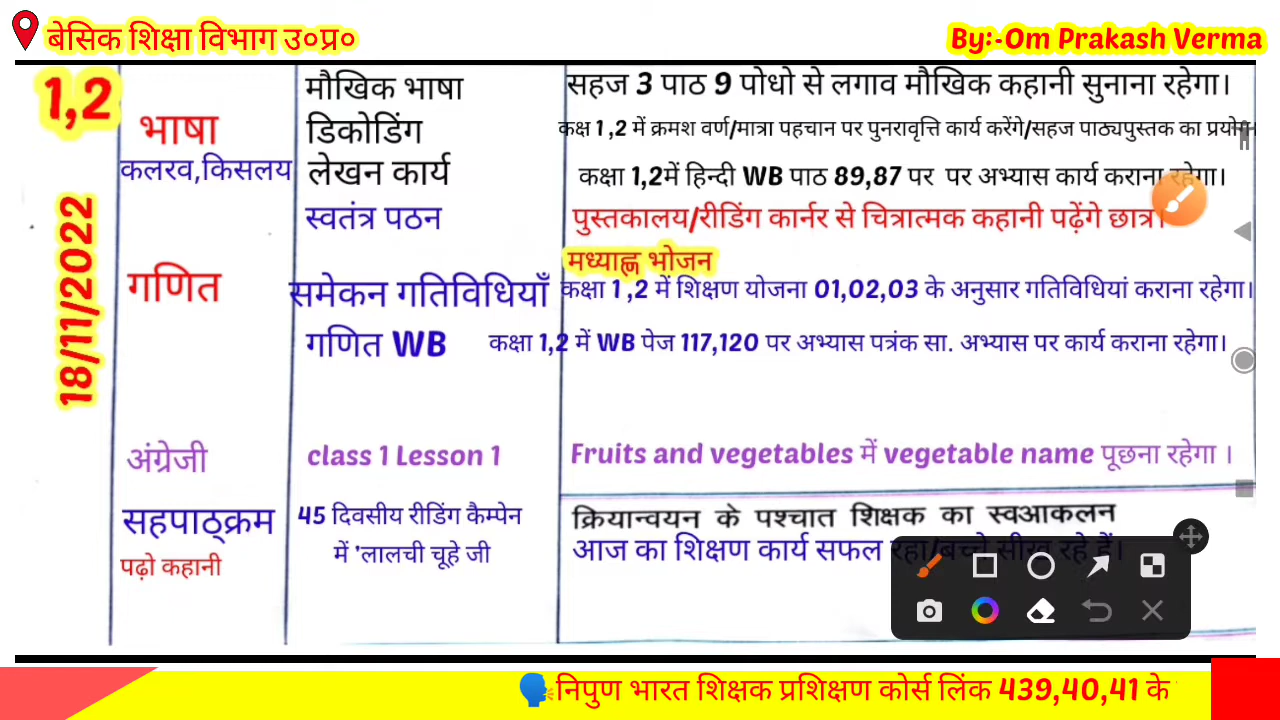 बेसिक शिक्षा विभाग उ०प्र०
By:-Om Prakash Verma
1,2
18/11/2022
भाषा
कलरव,किसलय
मौखिक भाषा
सहज 3 पाठ 9 पोधो से लगाव मौखिक कहानी सुनाना रहेगा।
डिकोडिंग
कक्ष 1 ,2 में क्रमश वर्ण/मात्रा पहचान पर पुनरावृत्ति कार्य करेंगे/सहज पाठ्यपुस्तक का प्रयोग
लेखन कार्य
कक्षा 1,2में हिन्दी WB पाठ 89,87 पर पर अभ्यास कार्य कराना रहेगा।
स्वतंत्र पठन
पुस्तकालय/रीडिंग कार्नर से चित्रात्मक कहानी पढ़ेंगे छात्र।
मध्याह्न भोजन
गणित
समेकन गतिविधियाँ
कक्षा 1 ,2 में शिक्षण योजना 01,02,03 के अनुसार गतिविधियां कराना रहेगा।
गणित WB
कक्षा 1,2 में WB पेज 117,120 पर अभ्यास पत्रंक सा. अभ्यास पर कार्य कराना रहेगा।
अंग्रेजी
class 1 Lesson 1
Fruits and vegetables में vegetable name पूछना रहेगा ।
सहपाठ्क्रम
पढ़ो कहानी
45 दिवसीय रीडिंग कैम्पेन
में 'लालची चूहे जी
क्रियान्वयन के पश्चात शिक्षक का स्वआकलन
आज का शिक्षण कार्य सफल रहा/बच्चे सीख रहे हैं।
निपुण भारत शिक्षक प्रशिक्षण कोर्स लिंक 439,40,41 के